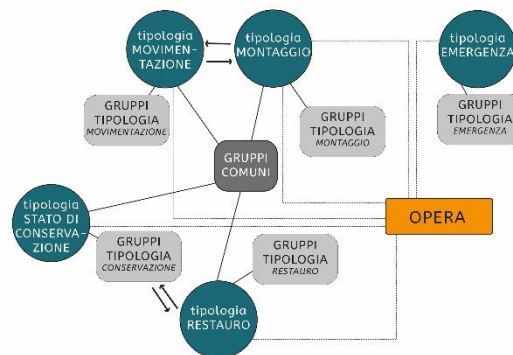 tipologia
MOVIMEN-
TAZIONE
tipologia
MONTAGGIO
tipologia
EMERGENZA
GRUPPI
TIPOLOGIA
MOVIMENTAZIONE
GRUPPI
TIPOLOGIA
MONTAGGIO
GRUPPI
TIPOLOGIA
EMERGENZA
GRUPPI
COMUNI
tipologia
STATO DI
CONSERVA-
ZIONE
OPERA
GRUPPI
TIPOLOGIA
CONSERVAZIONE
GRUPPI
TIPOLOGIA
RESTAURO
tipologia
RESTAURO